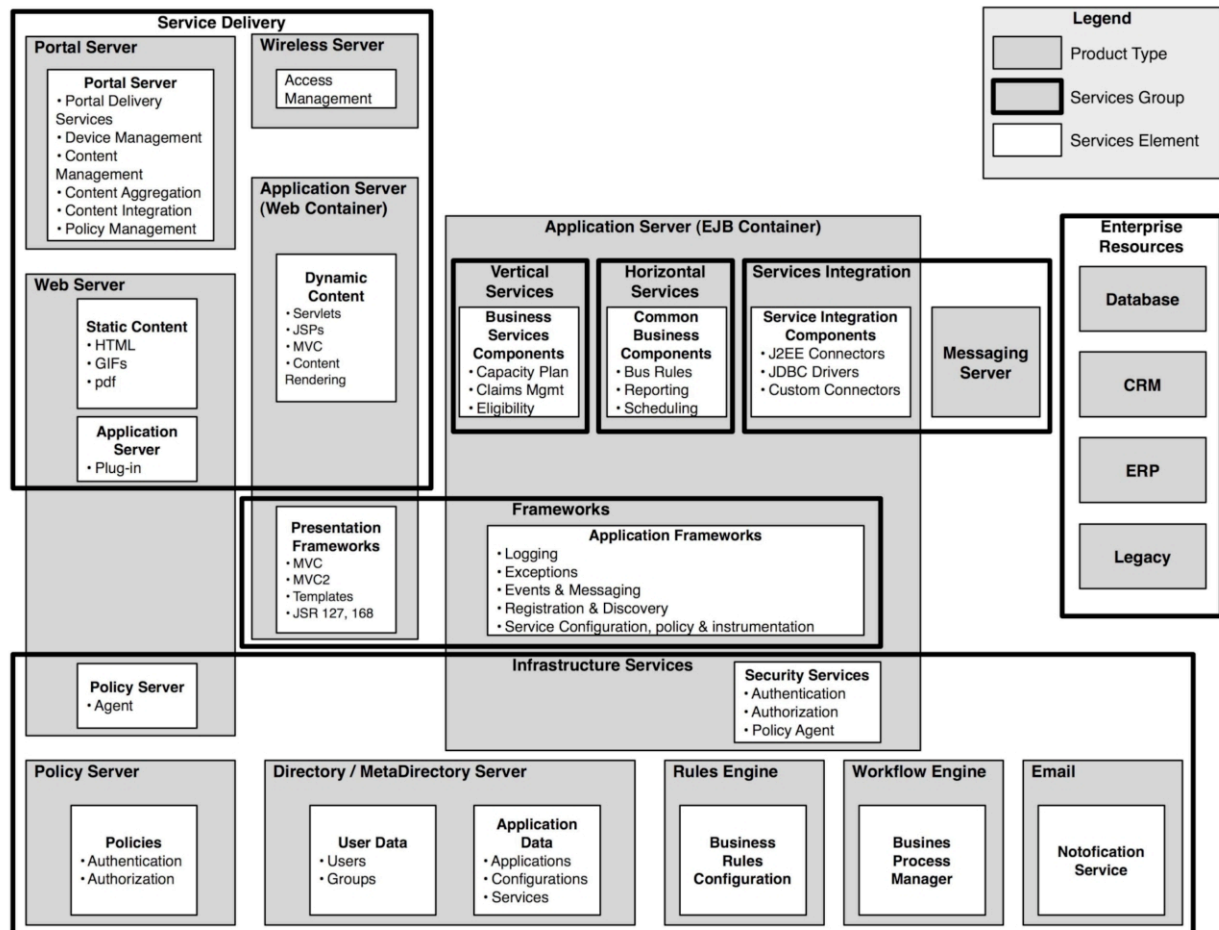 Service Delivery
Portal Server
Portal Server
• Portal Delivery
Services
• Device Management
• Content
Management
• Content Aggregation
• Content Integration
• Policy Management
Wireless Server
Access
Management
Legend
Product Type
Services Group
Services Element
Web Server
Static Content
• HTML
• GIFs
• pdf
Application
Server
• Plug-in
Application Server
(Web Container)
Dynamic
Content
• Servlets
• JSPs
• MVC
• Content
Rendering
Application Server (EJB Container)
Vertical
Services
Business
Services
Components
• Capacity Plan
• Claims Mgmt
• Eligibility
Horizontal
Services
Common
Business
Components
• Bus Rules
• Reporting
• Scheduling
Services Integration
Service Integration
Components
• J2EE Connectors
• JDBC Drivers
• Custom Connectors
Messaging
Server
Enterprise
Resources
Database
CRM
ERP
Legacy
Frameworks
Presentation
Frameworks
• MVC
• MVC2
• Templates
• JSR 127, 168
Application Frameworks
• Logging
• Exceptions
• Events & Messaging
• Registration & Discovery
• Service Configuration, policy & instrumentation
Infrastructure Services
Policy Server
• Agent
Security Services
• Authentication
• Authorization
• Policy Agent
Policy Server
Policies
• Authentication
• Authorization
Directory / MetaDirectory Server
User Data
• Users
• Groups
Application
Data
• Applications
• Configurations
• Services
Rules Engine
Business
Rules
Configuration
Workflow Engine
Busines
Process
Manager
Email
Notofication
Service